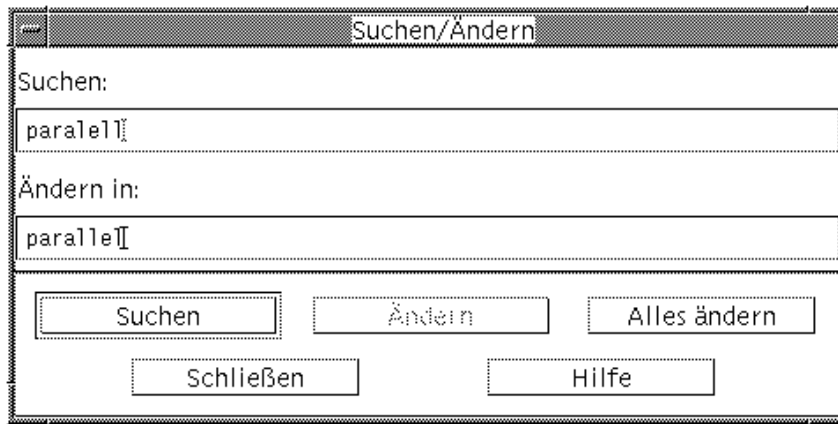 Suchen/Ändern
Suchen:
paralell
Ändern in:
parallel
Suchen Ändern Alles ändern
Schließen Hilfe